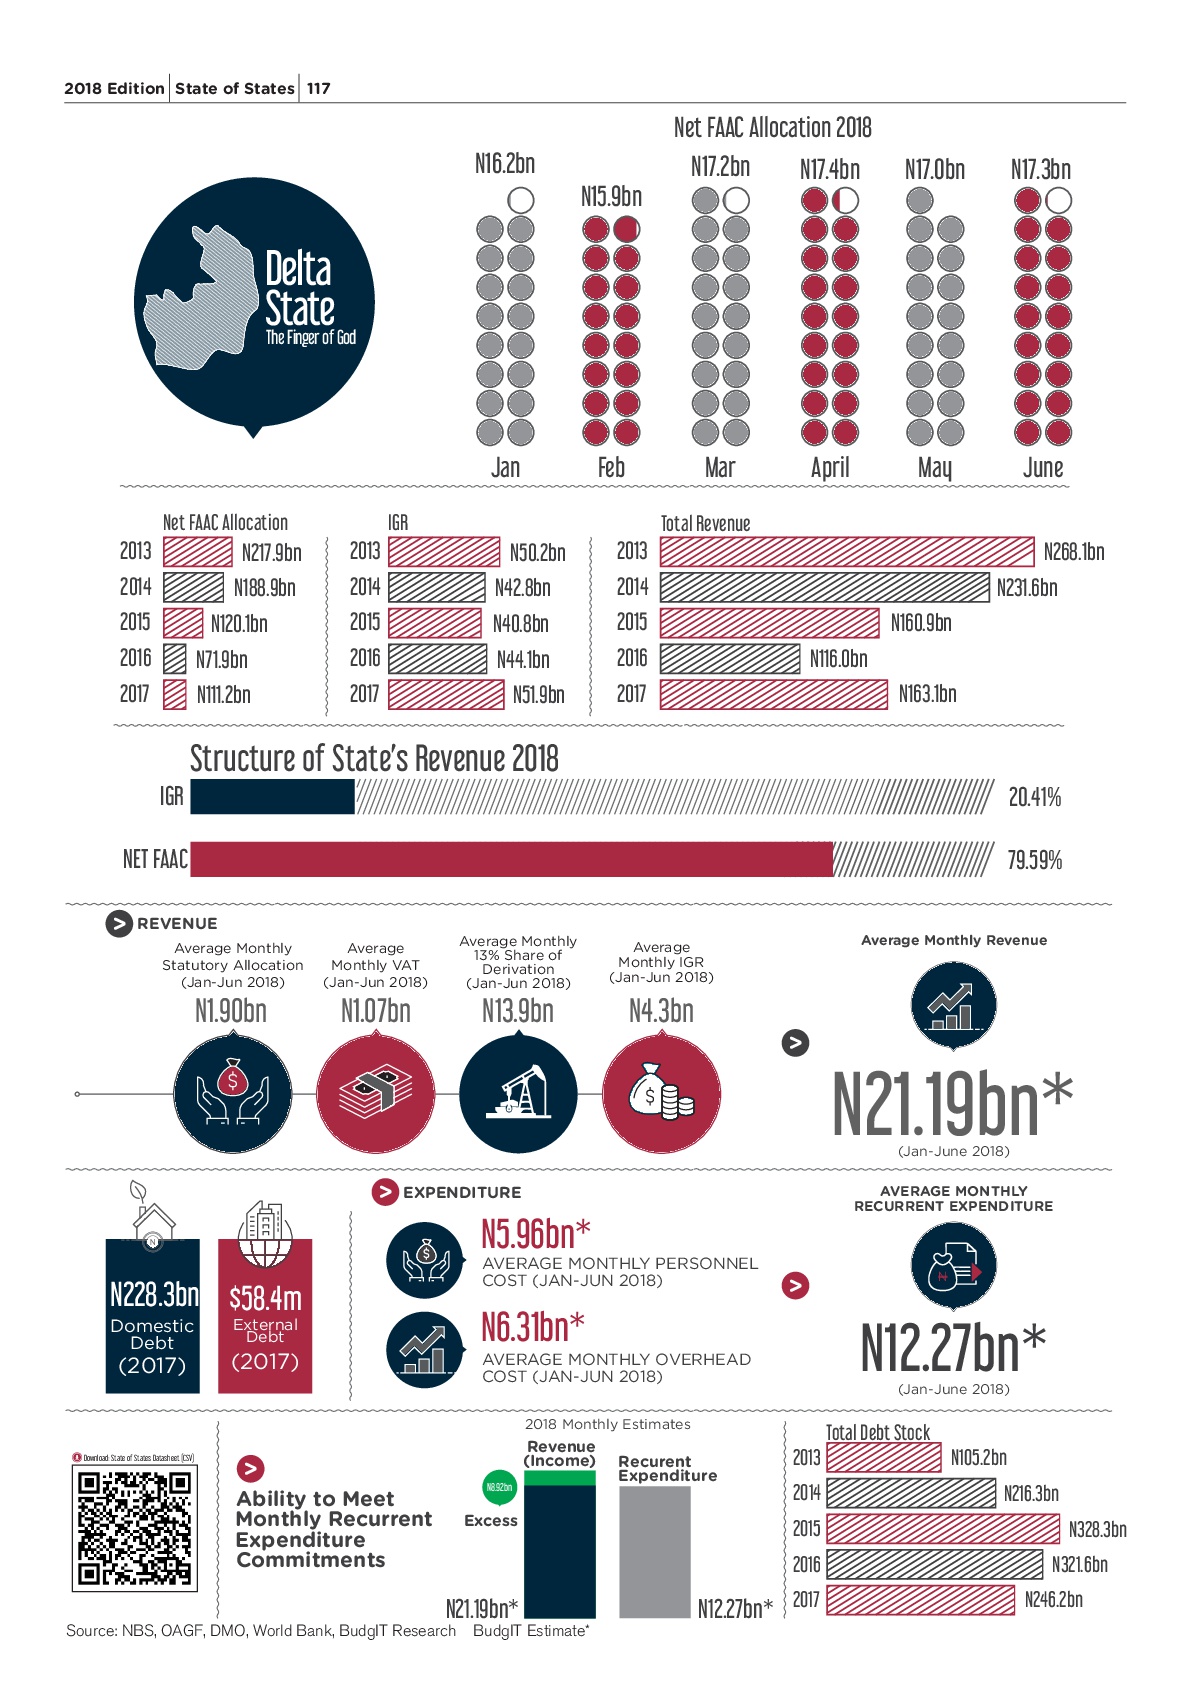 2018 Edition State of States 117
Net FAAC Allocation 2018
N16.2bn
N15.9bn
N17.2bn
N17.4bn
N17.0bn
N17.3bn
Jan
Feb
Mar
April
May
June
Delta
State
The Finger of God
Net FAAC Allocation
2013 N217.9bn
2014 N188.9bn
2015 N120.1bn
2016 N71.9bn
2017 N111.2bn
IGR
2013 N50.2bn
2014 N42.8bn
2015 N40.8bn
2016 N44.1bn
2017 N51.9bn
Total Revenue
2013 N268.1bn
2014 N231.6bn
2015 N160.9bn
2016 N116.0bn
2017 N163.1bn
Structure of State's Revenue 2018
IGR 20.41%
NET FAAC 79.59%
> REVENUE
Average Monthly
Statutory Allocation
(Jan-Jun 2018)
N1.90bn
Average
Monthly VAT
(Jan-Jun 2018)
N1.07bn
Average Monthly
13% Share of
Derivation
(Jan-Jun 2018)
N13.9bn
Average
Monthly IGR
(Jan-Jun 2018)
N4.3bn
$
$
>
Average Monthly Revenue
N21.19bn*
(Jan-June 2018)
N
N228.3bn
Domestic
Debt
(2017)
$58.4m
External
Debt
(2017)
> EXPENDITURE
$
N5.96bn*
AVERAGE MONTHLY PERSONNEL
COST (JAN-JUN 2018)
N6.31bn*
AVERAGE MONTHLY OVERHEAD
COST (JAN-JUN 2018)
>
AVERAGE MONTHLY
RECURRENT EXPENDITURE
₦
N12.27bn*
(Jan-June 2018)
Download: State of States Datasheet (CSV)
>
Ability to Meet
Monthly Recurrent
Expenditure
Commitments
2018 Monthly Estimates
Revenue
(Income)
N8.92bn
Excess
N21.19bn*
Recurent
Expenditure
N12.27bn*
Total Debt Stock
2013 N105.2bn
2014 N216.3bn
2015 N328.3bn
2016 N321.6bn
2017 N246.2bn
Source: NBS, OAGF, DMO, World Bank, BudgIT Research BudgIT Estimate*